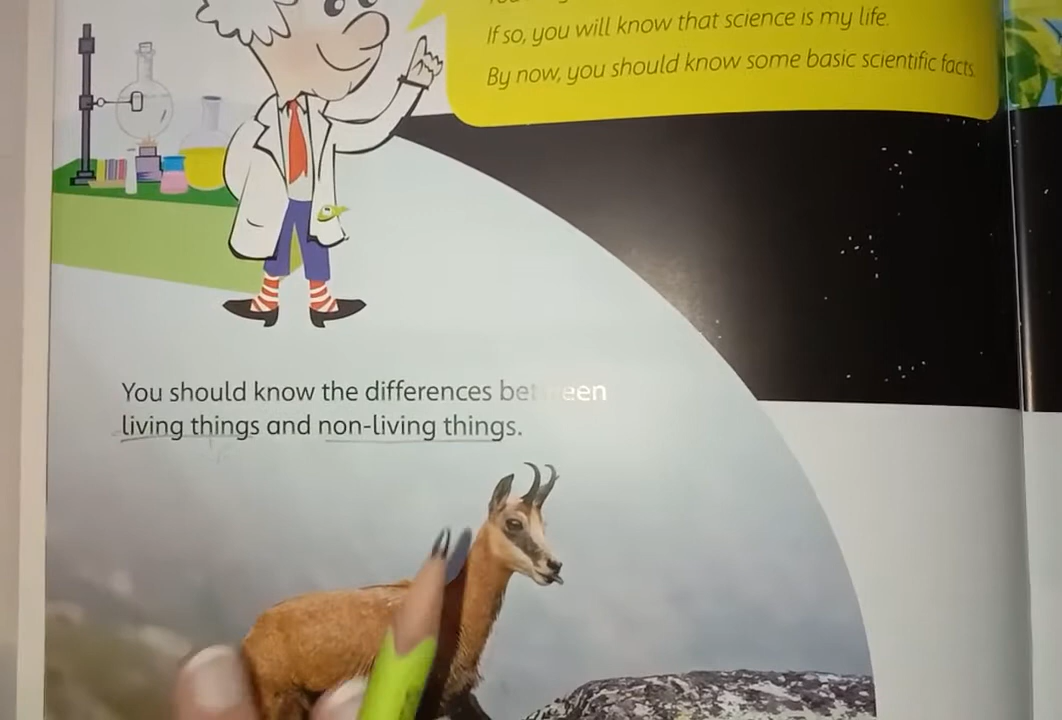 If so, you will know that science is my life.
By now, you should know some basic scientific facts.
You should know the differences between
living things and non-living things.